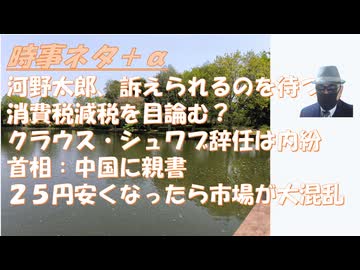 時事ネタ＋α
河野太郎、訴えられるのを待つ
消費税減税を目論む？
クラウス・シュワブ辞任は内紛
首相：中国に親書
２５円安くなったら市場が大混乱